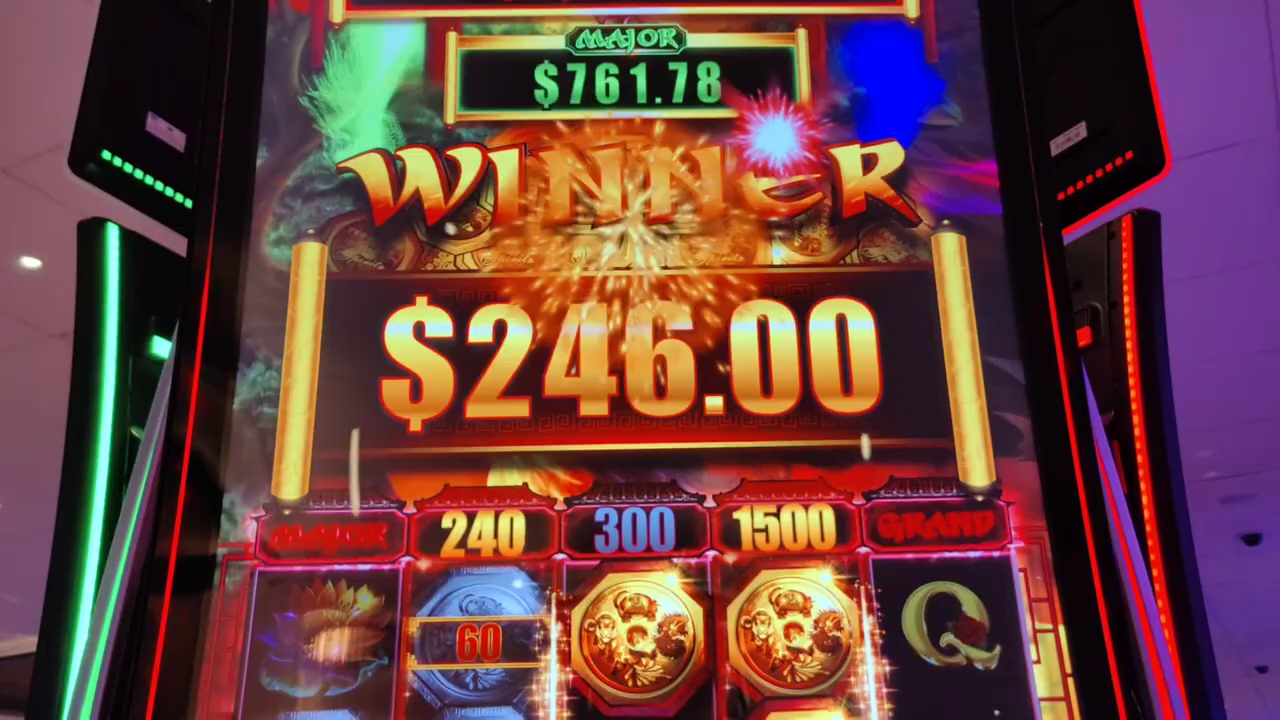 MAJOR
$761.78
WINNER
$246.00
MAJOR 240 300 1500 GRAND
60
Q